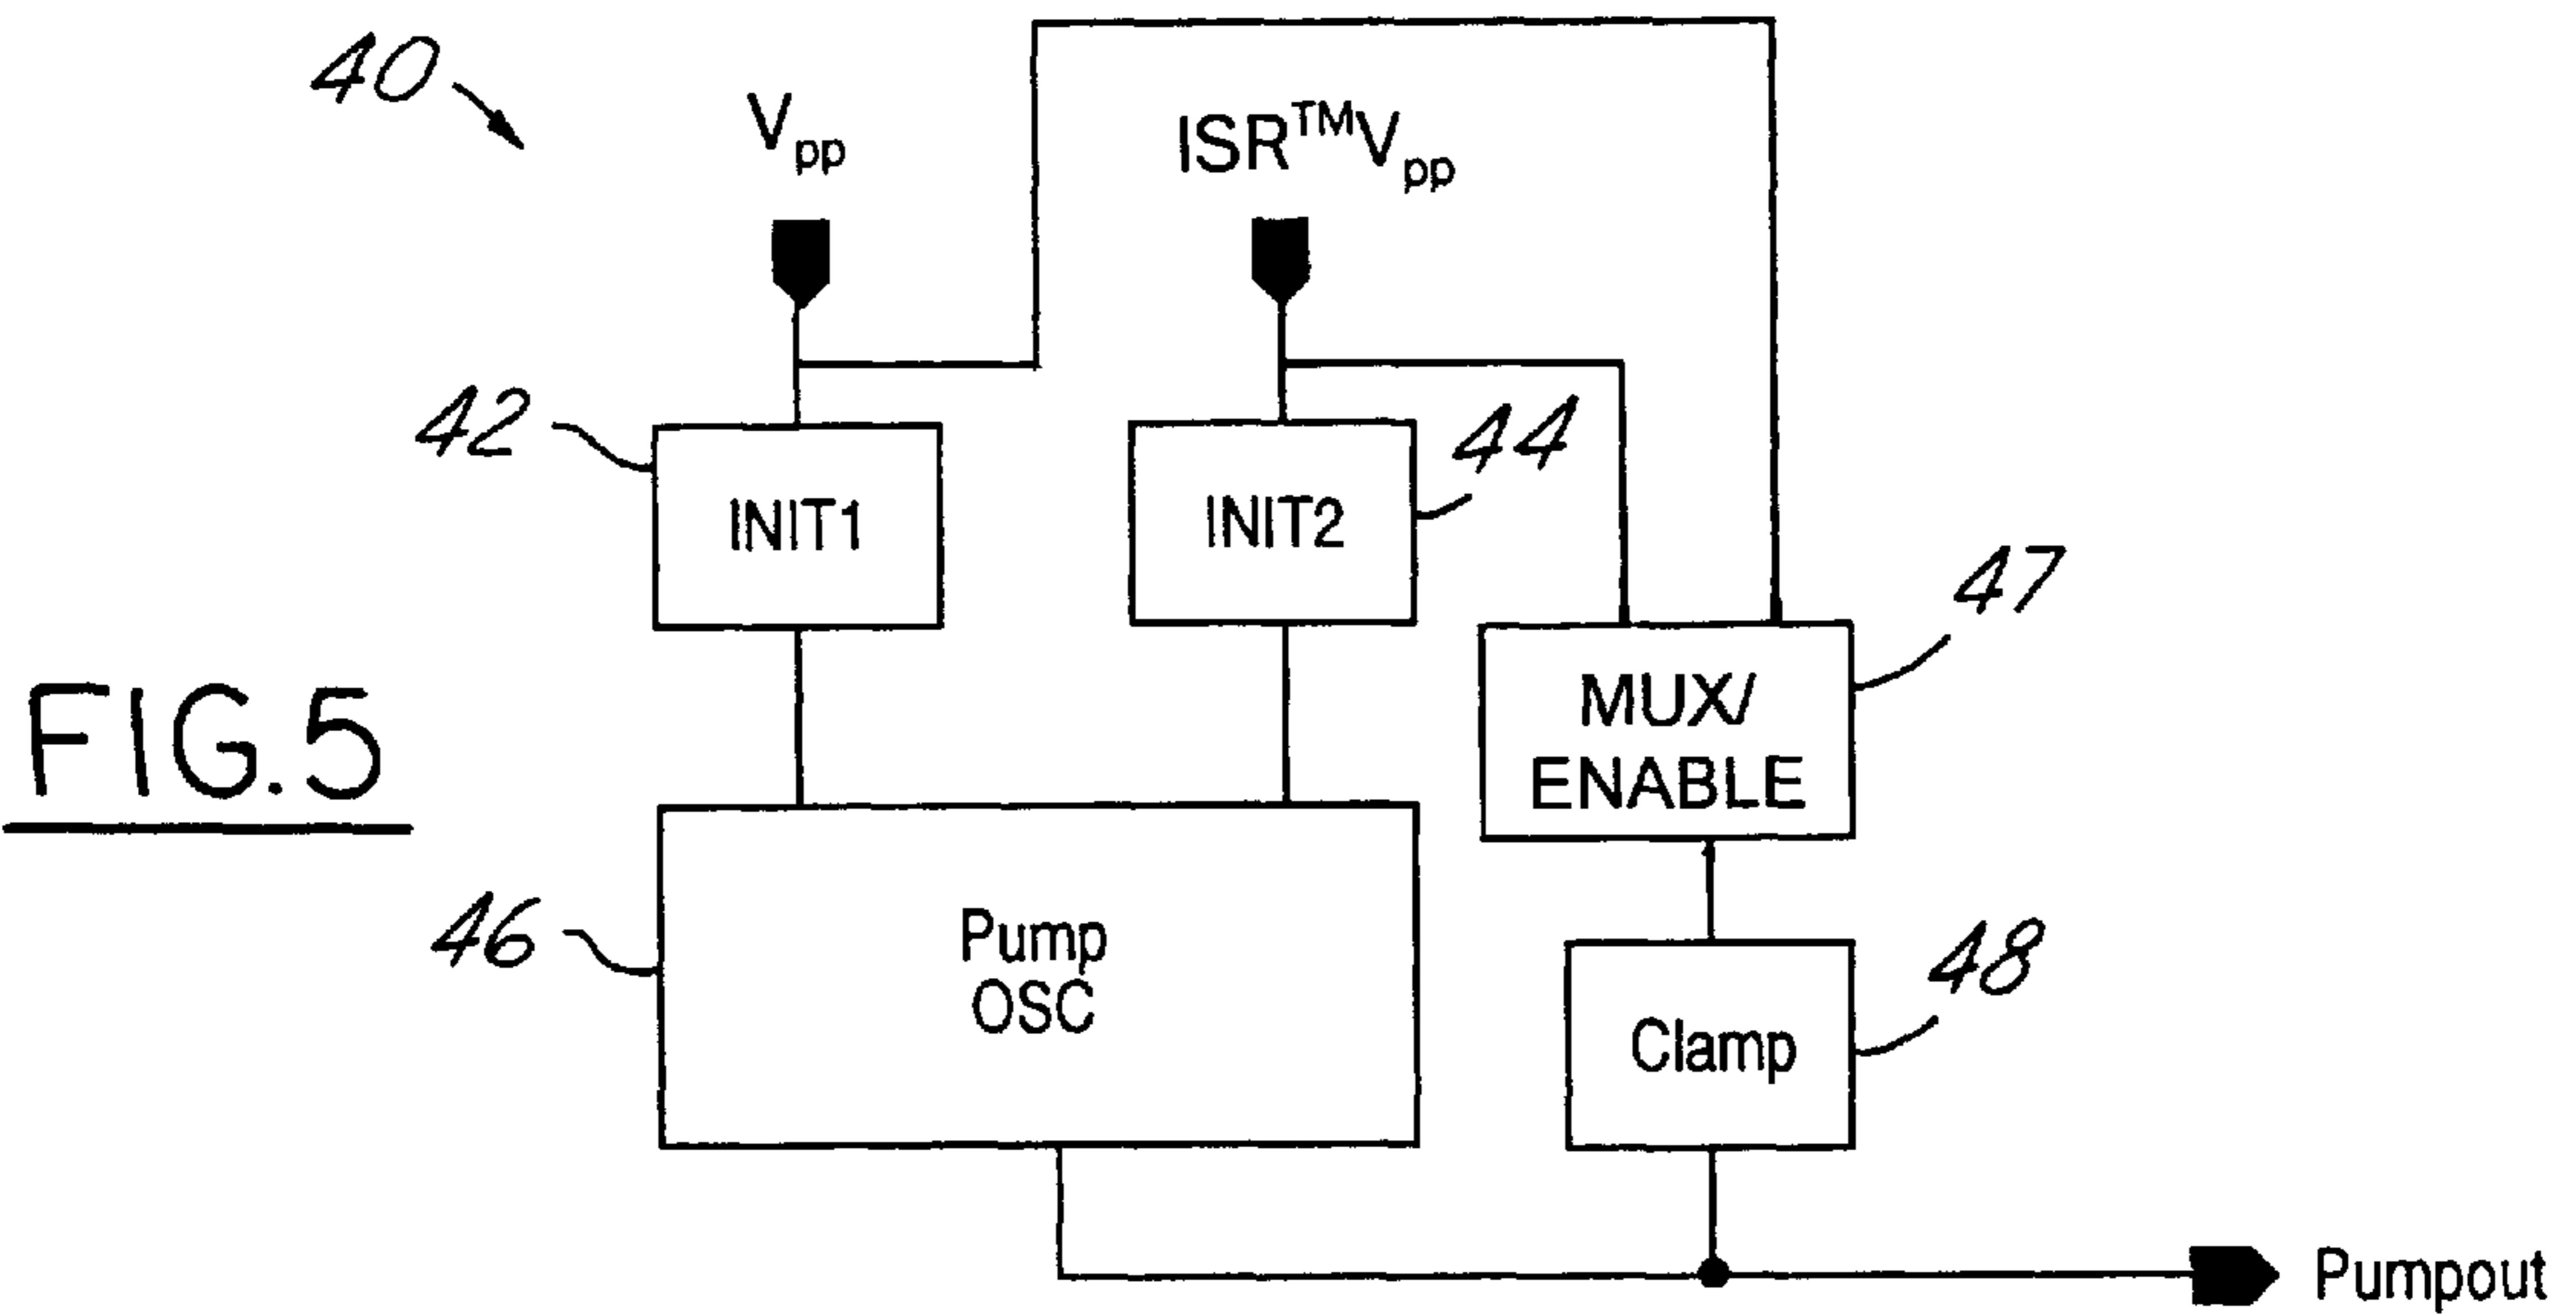 40
Vpp
ISR™Vpp
42
INIT1
INIT2
44
47
MUX/
ENABLE
FIG.5
46
Pump
OSC
48
Clamp
Pumpout